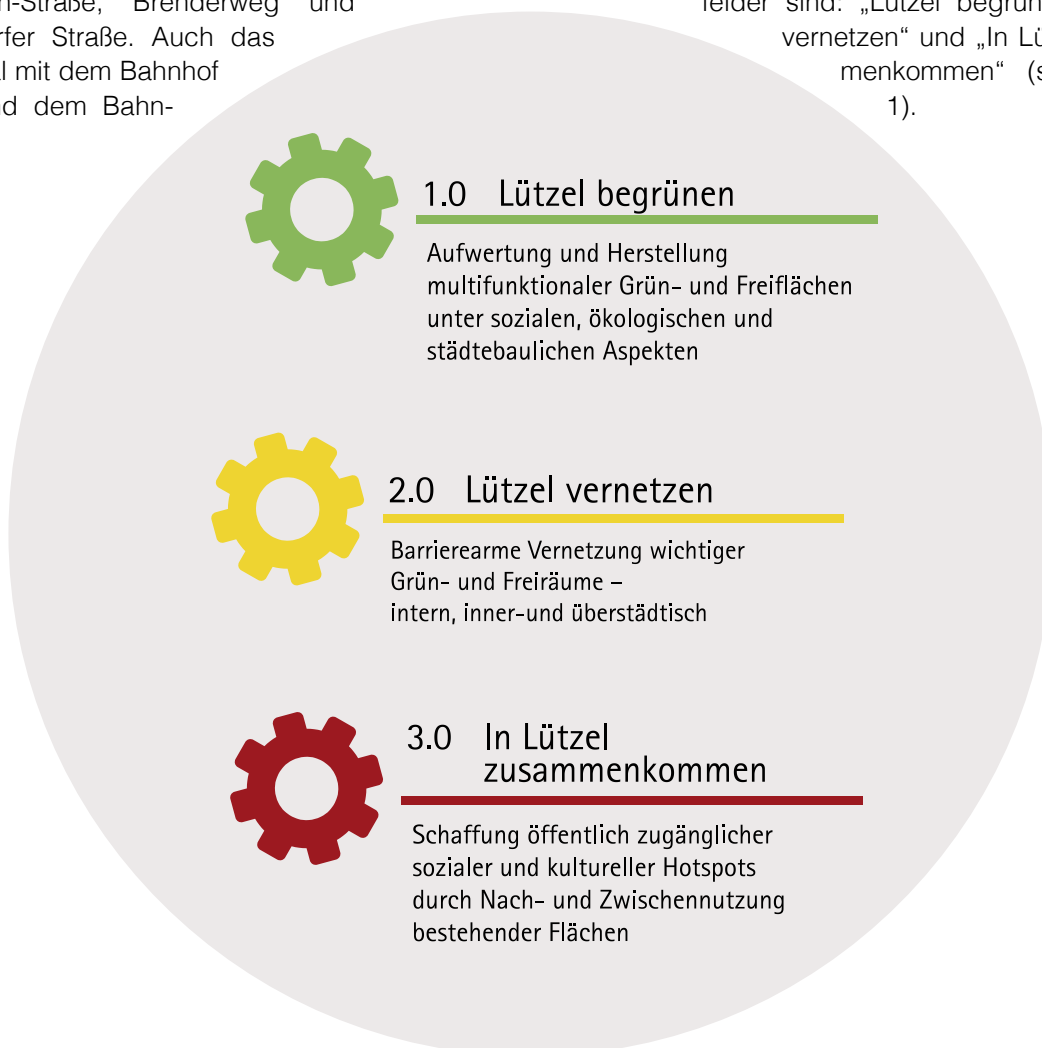 Straße, Brenderweg und
Straße. Auch das
mit dem Bahnhof
dem Bahn-
felder sind: „Lützel
vernetzen“ und „In
menkommen“
1).
1.0 Lützel begrünen
Aufwertung und Herstellung
multifunktionaler Grün- und Freiflächen
unter sozialen, ökologischen und
städtebaulichen Aspekten
2.0 Lützel vernetzen
Barrierearme Vernetzung wichtiger
Grün- und Freiräume –
intern, inner-und überstädtisch
3.0 In Lützel
zusammenkommen
Schaffung öffentlich zugänglicher
sozialer und kultureller Hotspots
durch Nach- und Zwischennutzung
bestehender Flächen